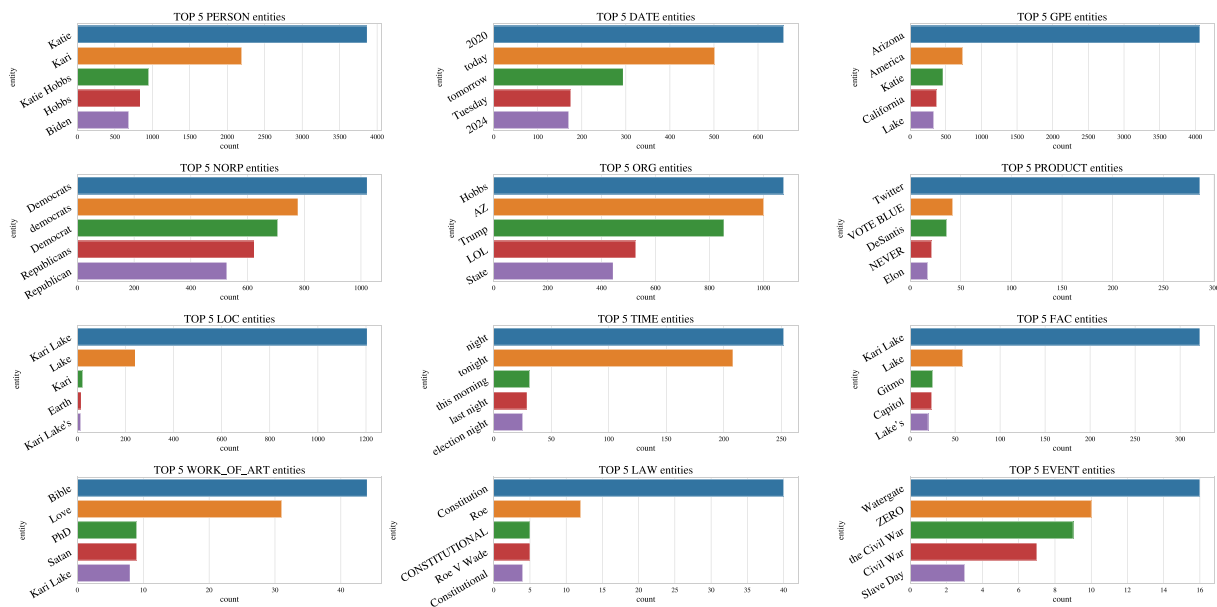 TOP 5 PERSON entities
entity
Katie
Kari
Katie Hobbs
Hobbs
Biden
0 500 1000 1500 2000 2500 3000 3500 4000
count
TOP 5 DATE entities
entity
2020
today
tomorrow
Tuesday
2024
0 100 200 300 400 500 600
count
TOP 5 GPE entities
entity
Arizona
America
Katie
California
Lake
0 500 1000 1500 2000 2500 3000 3500 4000
count
TOP 5 NORP entities
entity
Democrats
democrats
Democrat
Republicans
Republican
0 200 400 600 800 1000
count
TOP 5 ORG entities
entity
Hobbs
AZ
Trump
LOL
State
0 200 400 600 800 1000
count
TOP 5 PRODUCT entities
entity
Twitter
VOTE BLUE
DeSantis
NEVER
Elon
0 50 100 150 200 250 300
count
TOP 5 LOC entities
entity
Kari Lake
Lake
Kari
Earth
Kari Lake's
0 200 400 600 800 1000 1200
count
TOP 5 TIME entities
entity
night
tonight
this morning
last night
election night
0 50 100 150 200 250
count
TOP 5 FAC entities
entity
Kari Lake
Lake
Gitmo
Capitol
Lake's
0 50 100 150 200 250 300
count
TOP 5 WORK_OF_ART entities
entity
Bible
Love
PhD
Satan
Kari Lake
0 10 20 30 40
count
TOP 5 LAW entities
entity
Constitution
Roe
CONSTITUTIONAL
Roe V Wade
Constitutional
0 5 10 15 20 25 30 35 40
count
TOP 5 EVENT entities
entity
Watergate
ZERO
the Civil War
Civil War
Slave Day
0 2 4 6 8 10 12 14 16
count